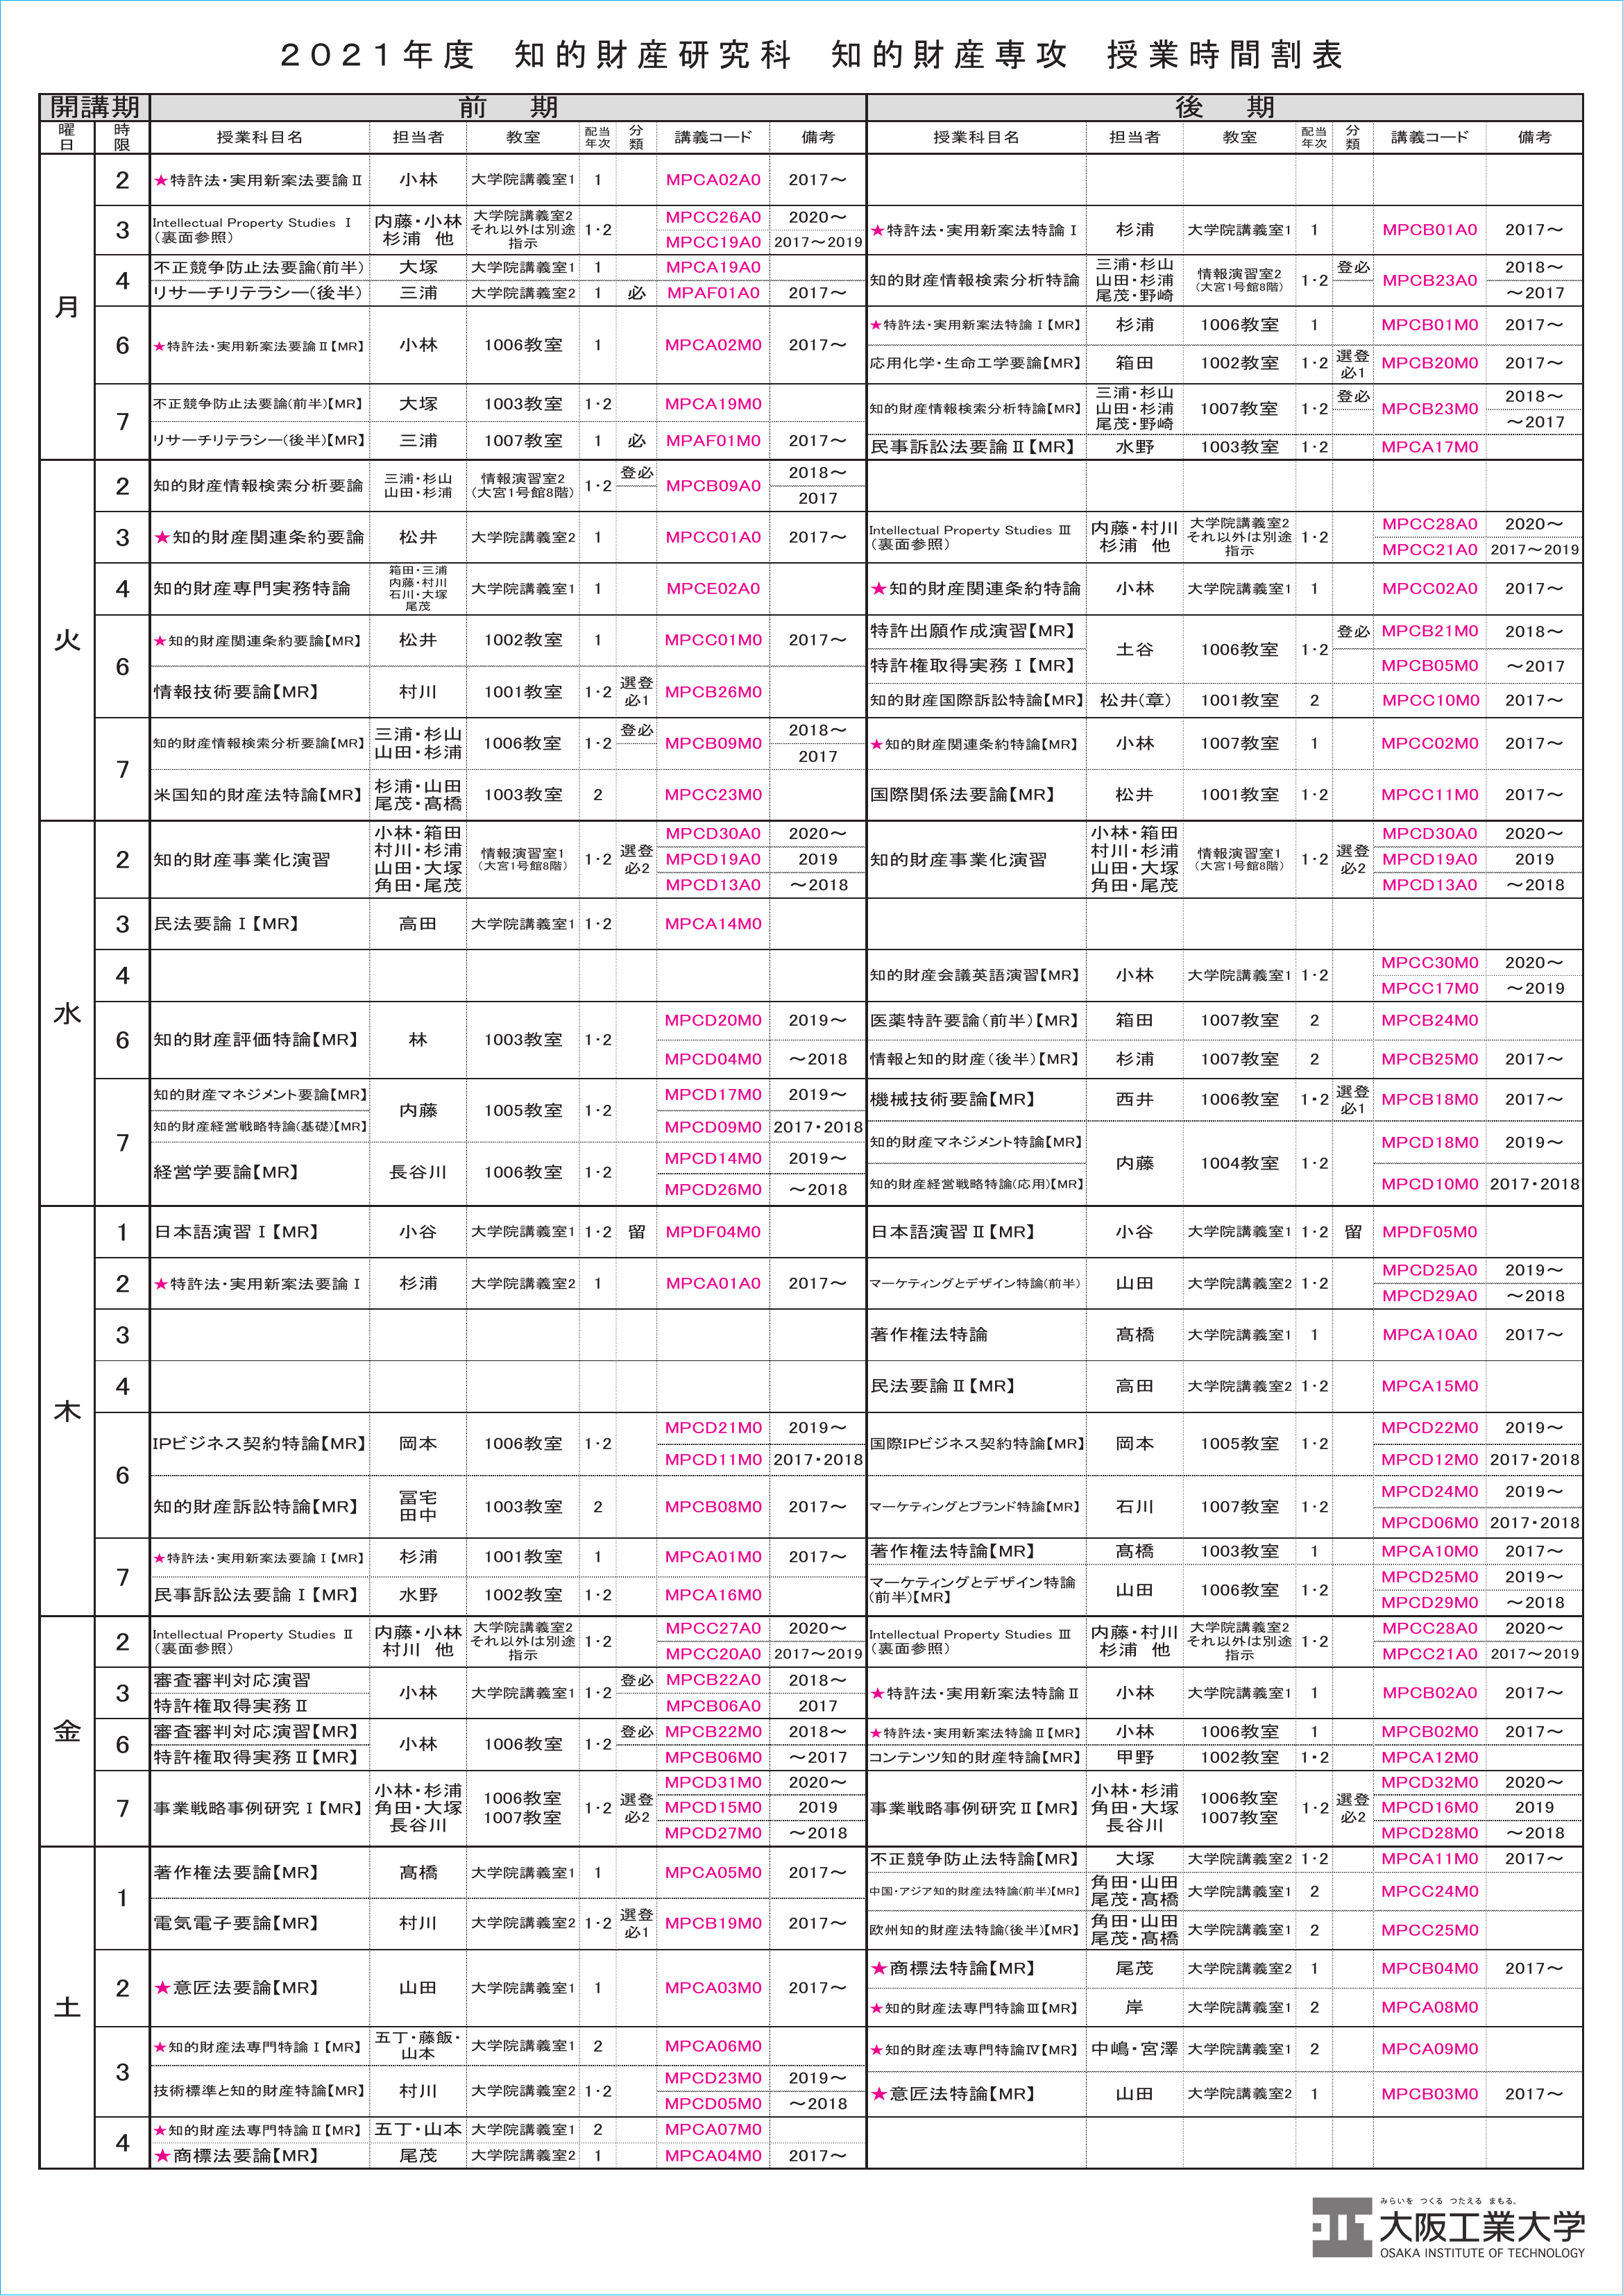 2021年度 知的財産研究科 知的財産専攻 授業時間割表
開講期 前期 後期
曜日 時限 授業科目名 担当者 教室 配当年次 分類 講義コード 備考 授業科目名 担当者 教室 配当年次 分類 講義コード 備考
月
2 ★特許法・実用新案法要論Ⅱ 小林 大学院講義室1 1 MPCA02A0 2017〜
3 Intellectual Property Studies Ⅰ（裏面参照） 内藤・小林 杉浦 他 大学院講義室2 それ以外は別途指示 1・2 MPCC26A0 2020〜 MPCC19A0 2017〜2019 ★特許法・実用新案法特論Ⅰ 杉浦 大学院講義室1 1 MPCB01A0 2017〜
4 不正競争防止法要論(前半) 大塚 大学院講義室1 1 MPCA19A0 知的財産情報検索分析特論 三浦・杉山 山田・杉浦 尾茂・野崎 情報演習室2 (大宮1号館8階) 1・2 登必 MPCB23A0 2018〜 〜2017
リサーチリテラシー(後半) 三浦 大学院講義室2 1 必 MPAF01A0 2017〜
6 ★特許法・実用新案法要論Ⅱ【MR】 小林 1006教室 1 MPCA02M0 2017〜 ★特許法・実用新案法特論Ⅰ【MR】 杉浦 1006教室 1 MPCB01M0 2017〜
応用化学・生命工学要論【MR】 箱田 1002教室 1・2 選登必1 MPCB20M0 2017〜
7 不正競争防止法要論(前半)【MR】 大塚 1003教室 1・2 MPCA19M0 知的財産情報検索分析特論【MR】 三浦・杉山 山田・杉浦 尾茂・野崎 1007教室 1・2 登必 MPCB23M0 2018〜 〜2017
リサーチリテラシー(後半)【MR】 三浦 1007教室 1 必 MPAF01M0 2017〜 民事訴訟法要論Ⅱ【MR】 水野 1003教室 1・2 MPCA17M0
火
2 知的財産情報検索分析要論 三浦・杉山 山田・杉浦 情報演習室2 (大宮1号館8階) 1・2 登必 MPCB09A0 2018〜 2017
3 ★知的財産関連条約要論 松井 大学院講義室2 1 MPCC01A0 2017〜 Intellectual Property Studies Ⅲ（裏面参照） 内藤・村川 杉浦 他 大学院講義室2 それ以外は別途指示 1・2 MPCC28A0 2020〜 MPCC21A0 2017〜2019
4 知的財産専門実務特論 箱田・三浦 内藤・村川 石川・大塚 尾茂 大学院講義室1 1 MPCE02A0 ★知的財産関連条約特論 小林 大学院講義室1 1 MPCC02A0 2017〜
6 ★知的財産関連条約要論【MR】 松井 1002教室 1 MPCC01M0 2017〜 特許出願作成演習【MR】 土谷 1006教室 1・2 登必 MPCB21M0 2018〜
特許権取得実務Ⅰ【MR】 MPCB05M0 〜2017
情報技術要論【MR】 村川 1001教室 1・2 選登必1 MPCB26M0 知的財産国際訴訟特論【MR】 松井(章) 1001教室 2 MPCC10M0 2017〜
7 知的財産情報検索分析要論【MR】 三浦・杉山 山田・杉浦 1006教室 1・2 登必 MPCB09M0 2018〜 2017 ★知的財産関連条約特論【MR】 小林 1007教室 1 MPCC02M0 2017〜
米国知的財産法特論【MR】 杉浦・山田 尾茂・髙橋 1003教室 2 MPCC23M0 国際関係法要論【MR】 松井 1001教室 1・2 MPCC11M0 2017〜
水
2 知的財産事業化演習 小林・箱田 村川・杉浦 山田・大塚 角田・尾茂 情報演習室1 (大宮1号館8階) 1・2 選登必2 MPCD30A0 2020〜 MPCD19A0 2019 MPCD13A0 〜2018 知的財産事業化演習 小林・箱田 村川・杉浦 山田・大塚 角田・尾茂 情報演習室1 (大宮1号館8階) 1・2 選登必2 MPCD30A0 2020〜 MPCD19A0 2019 MPCD13A0 〜2018
3 民法要論Ⅰ【MR】 高田 大学院講義室1 1・2 MPCA14M0
4 知的財産会議英語演習【MR】 小林 大学院講義室1 1・2 MPCC30M0 2020〜 MPCC17M0 〜2019
6 知的財産評価特論【MR】 林 1003教室 1・2 MPCD20M0 2019〜 MPCD04M0 〜2018 医薬特許要論(前半)【MR】 箱田 1007教室 2 MPCB24M0
情報と知的財産(後半)【MR】 杉浦 1007教室 2 MPCB25M0 2017〜
7 知的財産マネジメント要論【MR】 内藤 1005教室 1・2 MPCD17M0 2019〜 機械技術要論【MR】 西井 1006教室 1・2 選登必1 MPCB18M0 2017〜
知的財産経営戦略特論(基礎)【MR】 MPCD09M0 2017・2018 知的財産マネジメント特論【MR】 内藤 1004教室 1・2 MPCD18M0 2019〜
経営学要論【MR】 長谷川 1006教室 1・2 MPCD14M0 2019〜 MPCD26M0 〜2018 知的財産経営戦略特論(応用)【MR】 MPCD10M0 2017・2018
木
1 日本語演習Ⅰ【MR】 小谷 大学院講義室1 1・2 留 MPDF04M0 日本語演習Ⅱ【MR】 小谷 大学院講義室1 1・2 留 MPDF05M0
2 ★特許法・実用新案法要論Ⅰ 杉浦 大学院講義室2 1 MPCA01A0 2017〜 マーケティングとデザイン特論(前半) 山田 大学院講義室2 1・2 MPCD25A0 2019〜 MPCD29A0 〜2018
3 著作権法特論 髙橋 大学院講義室1 1 MPCA10A0 2017〜
4 民法要論Ⅱ【MR】 高田 大学院講義室2 1・2 MPCA15M0
6 IPビジネス契約特論【MR】 岡本 1006教室 1・2 MPCD21M0 2019〜 MPCD11M0 2017・2018 国際IPビジネス契約特論【MR】 岡本 1005教室 1・2 MPCD22M0 2019〜 MPCD12M0 2017・2018
知的財産訴訟特論【MR】 冨宅 田中 1003教室 2 MPCB08M0 2017〜 マーケティングとブランド特論【MR】 石川 1007教室 1・2 MPCD24M0 2019〜 MPCD06M0 2017・2018
7 ★特許法・実用新案法要論Ⅰ【MR】 杉浦 1001教室 1 MPCA01M0 2017〜 著作権法特論【MR】 髙橋 1003教室 1 MPCA10M0 2017〜
民事訴訟法要論Ⅰ【MR】 水野 1002教室 1・2 MPCA16M0 マーケティングとデザイン特論(前半)【MR】 山田 1006教室 1・2 MPCD25M0 2019〜 MPCD29M0 〜2018
金
2 Intellectual Property Studies Ⅱ（裏面参照） 内藤・小林 村川 他 大学院講義室2 それ以外は別途指示 1・2 MPCC27A0 2020〜 MPCC20A0 2017〜2019 Intellectual Property Studies Ⅲ（裏面参照） 内藤・村川 杉浦 他 大学院講義室2 それ以外は別途指示 1・2 MPCC28A0 2020〜 MPCC21A0 2017〜2019
3 審査審判対応演習 小林 大学院講義室1 1・2 登必 MPCB22A0 2018〜 ★特許法・実用新案法特論Ⅱ 小林 大学院講義室1 1 MPCB02A0 2017〜
特許権取得実務Ⅱ MPCB06A0 2017
6 審査審判対応演習【MR】 小林 1006教室 1・2 登必 MPCB22M0 2018〜 ★特許法・実用新案法特論Ⅱ【MR】 小林 1006教室 1 MPCB02M0 2017〜
特許権取得実務Ⅱ【MR】 MPCB06M0 〜2017 コンテンツ知的財産特論【MR】 甲野 1002教室 1・2 MPCA12M0
7 事業戦略事例研究Ⅰ【MR】 小林・杉浦 角田・大塚 長谷川 1006教室 1007教室 1・2 選登必2 MPCD31M0 2020〜 MPCD15M0 2019 MPCD27M0 〜2018 事業戦略事例研究Ⅱ【MR】 小林・杉浦 角田・大塚 長谷川 1006教室 1007教室 1・2 選登必2 MPCD32M0 2020〜 MPCD16M0 2019 MPCD28M0 〜2018
土
1 著作権法要論【MR】 髙橋 大学院講義室1 1 MPCA05M0 2017〜 不正競争防止法特論【MR】 大塚 大学院講義室2 1・2 MPCA11M0 2017〜
中国・アジア知的財産法特論(前半)【MR】 角田・山田 尾茂・髙橋 大学院講義室1 2 MPCC24M0
電気電子要論【MR】 村川 大学院講義室2 1・2 選登必1 MPCB19M0 2017〜 欧州知的財産法特論(後半)【MR】 角田・山田 尾茂・髙橋 大学院講義室1 2 MPCC25M0
2 ★意匠法要論【MR】 山田 大学院講義室1 1 MPCA03M0 2017〜 ★商標法特論【MR】 尾茂 大学院講義室2 1 MPCB04M0 2017〜
★知的財産法専門特論Ⅲ【MR】 岸 大学院講義室1 2 MPCA08M0
3 ★知的財産法専門特論Ⅰ【MR】 五丁・藤飯・山本 大学院講義室1 2 MPCA06M0 ★知的財産法専門特論Ⅳ【MR】 中嶋・宮澤 大学院講義室1 2 MPCA09M0
技術標準と知的財産特論【MR】 村川 大学院講義室2 1・2 MPCD23M0 2019〜 MPCD05M0 〜2018 ★意匠法特論【MR】 山田 大学院講義室2 1 MPCB03M0 2017〜
4 ★知的財産法専門特論Ⅱ【MR】 五丁・山本 大学院講義室1 2 MPCA07M0
★商標法要論【MR】 尾茂 大学院講義室2 1 MPCA04M0 2017〜
みらいを つくる つたえる まもる。
大阪工業大学
OSAKA INSTITUTE OF TECHNOLOGY